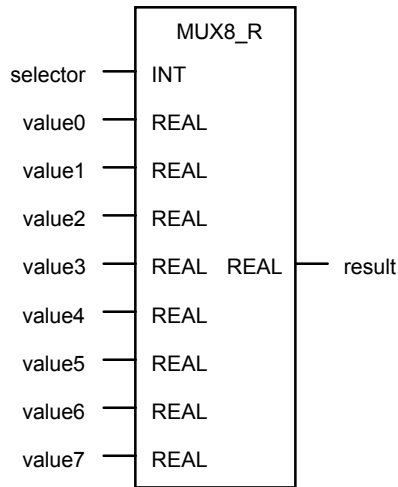 MUX8_R
selector INT
value0 REAL
value1 REAL
value2 REAL
value3 REAL REAL result
value4 REAL
value5 REAL
value6 REAL
value7 REAL